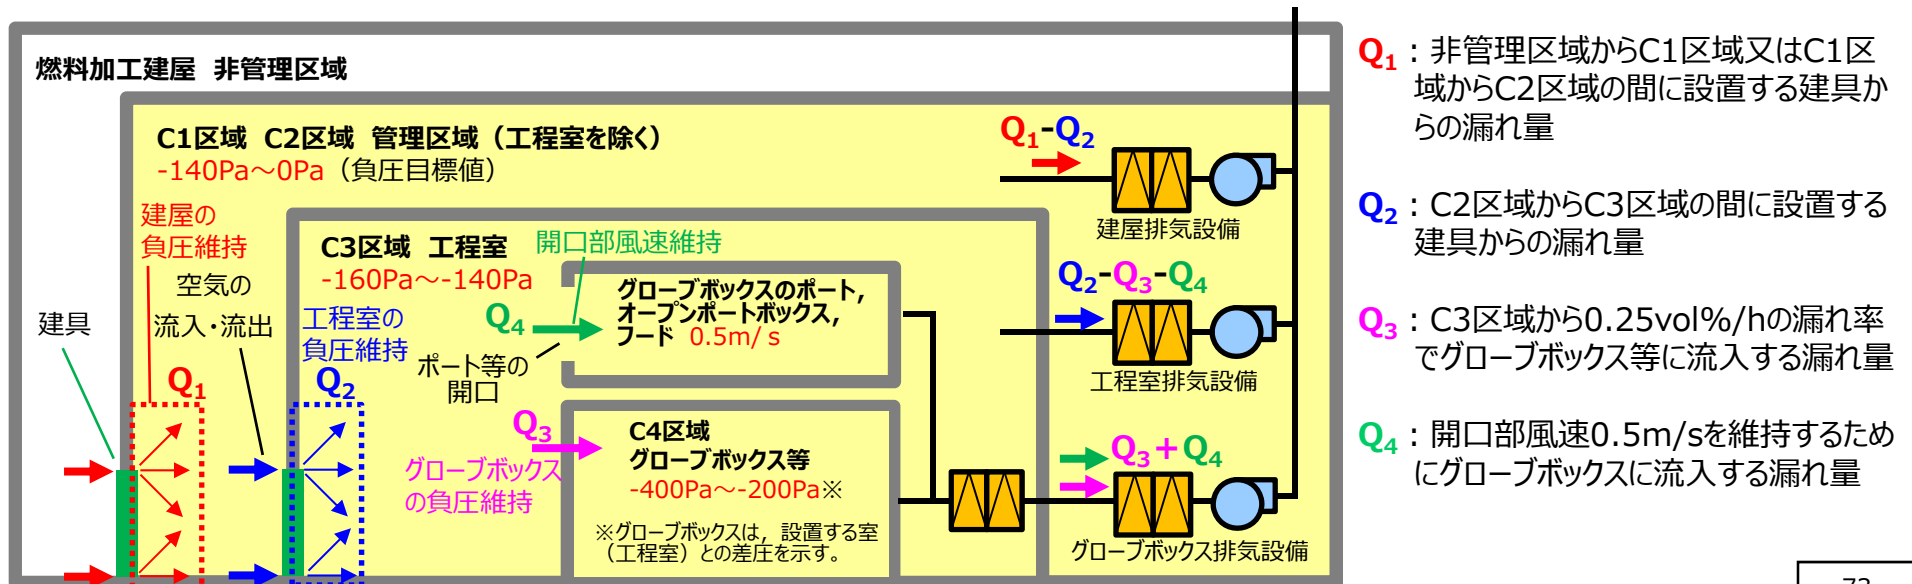 燃料加工建屋 非管理区域
C1区域 C2区域 管理区域（工程室を除く）
-140Pa～0Pa（負圧目標値）
建屋の
負圧維持
空気の
流入・流出
建具
Q1
C3区域 工程室
-160Pa～-140Pa
工程室の
負圧維持
Q2
開口部風速維持
Q4
ポート等の
開口
グローブボックスのポート，
オープンポートボックス，
フード 0.5m/ s
Q3
グローブボックス
の負圧維持
C4区域
グローブボックス等
-400Pa～-200Pa※
※グローブボックスは，設置する室
（工程室）との差圧を示す。
Q1-Q2
建屋排気設備
Q2-Q3-Q4
工程室排気設備
Q3＋Q4
グローブボックス排気設備
Q1：非管理区域からC1区域又はC1区
域からC2区域の間に設置する建具か
らの漏れ量
Q2：C2区域からC3区域の間に設置する
建具からの漏れ量
Q3：C3区域から0.25vol%/hの漏れ率
でグローブボックス等に流入する漏れ量
Q4：開口部風速0.5m/sを維持するため
にグローブボックスに流入する漏れ量